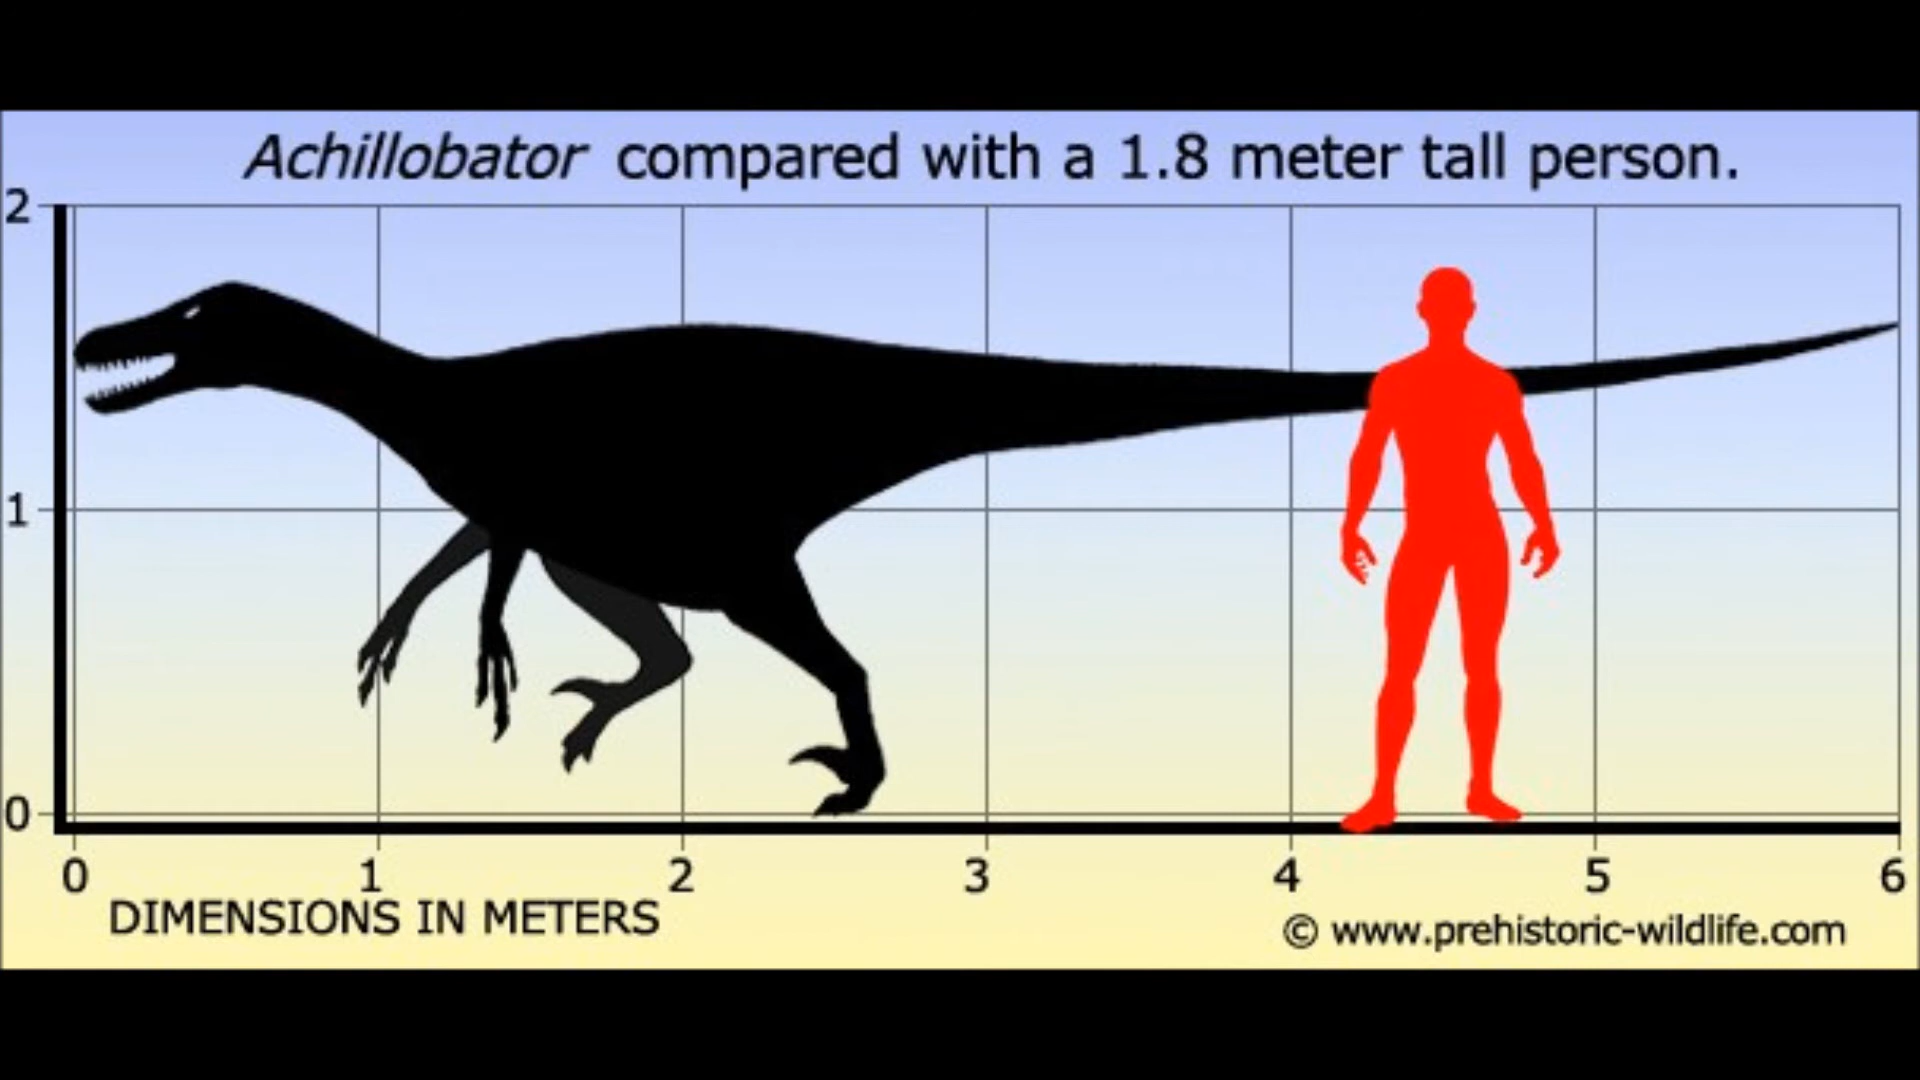 Achillobator compared with a 1.8 meter tall person.
2
1
0
0 1 2 3 4 5 6
DIMENSIONS IN METERS
© www.prehistoric-wildlife.com